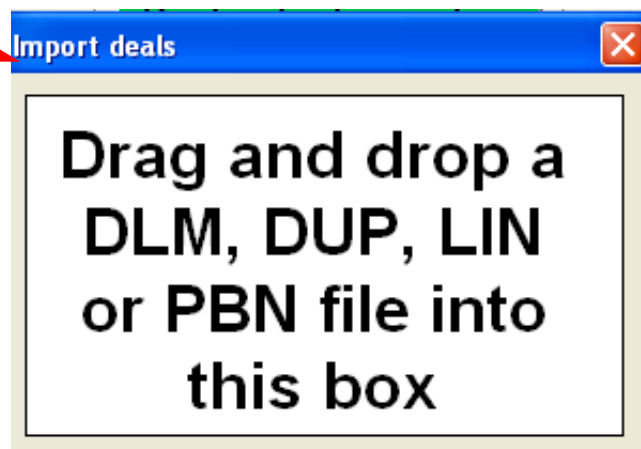 Import deals
Drag and drop a
DLM, DUP, LIN
or PBN file into
this box